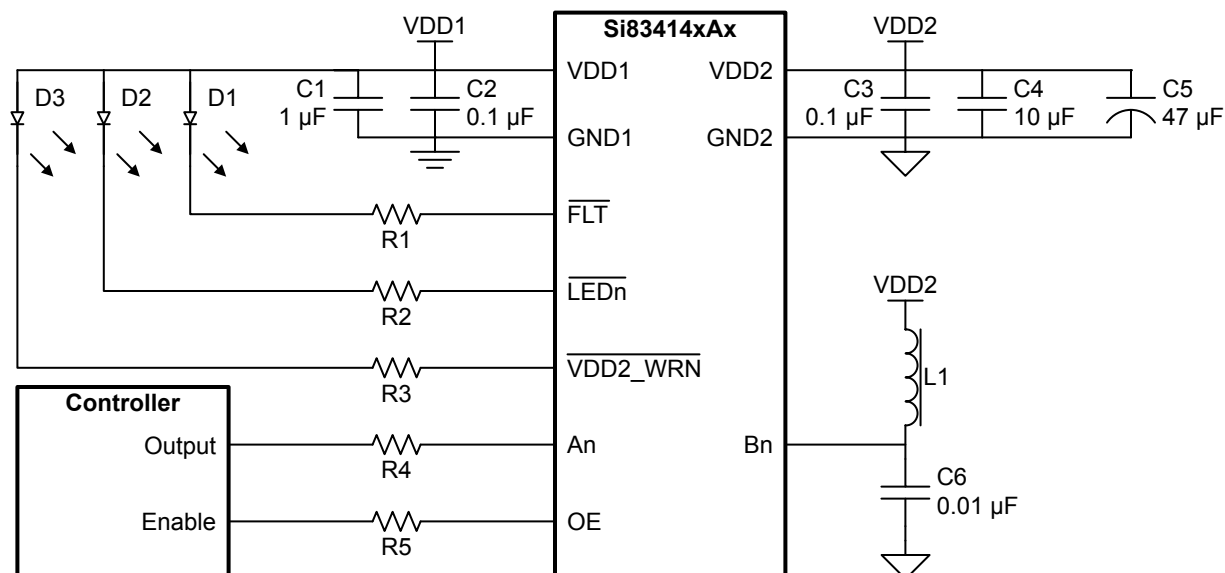 VDD1
Si83414xAx
VDD2
D3
D2
D1
C1
1 µF
C2
0.1 µF
VDD1
VDD2
C3
0.1 µF
C4
10 µF
C5
47 µF
GND1
GND2
FLT
R1
LEDn
R2
VDD2
VDD2_WRN
R3
L1
Controller
Output
R4
An
Bn
C6
0.01 µF
Enable
R5
OE